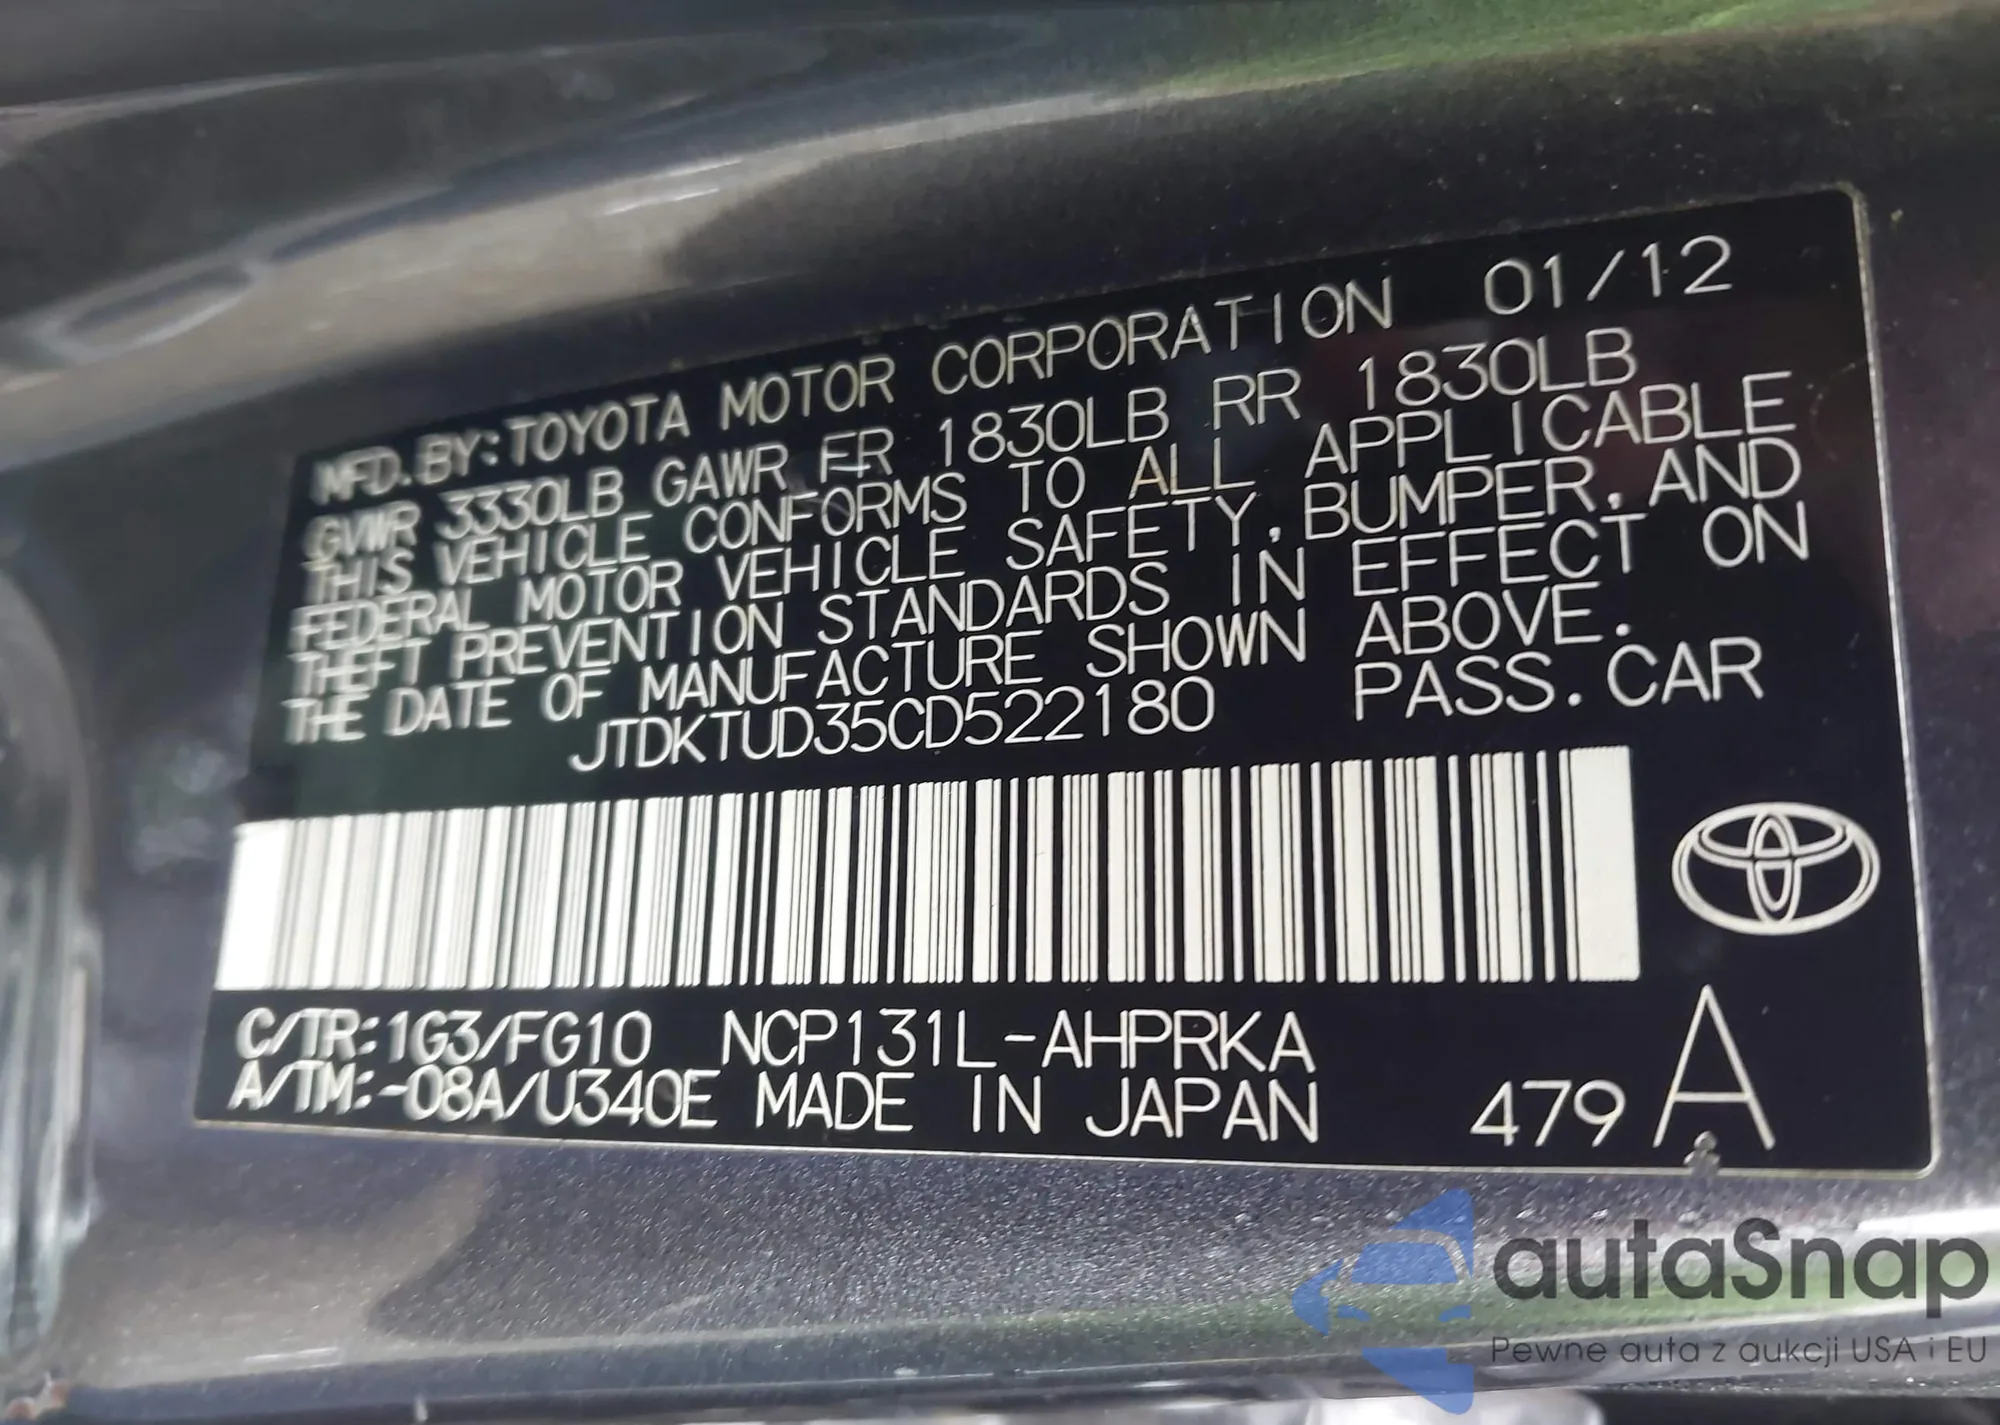 MFD. BY: TOYOTA MOTOR CORPORATION 01/12
GVWR 3330LB GAWR FR 1830LB RR 1830LB
THIS VEHICLE CONFORMS TO ALL APPLICABLE
FEDERAL MOTOR VEHICLE SAFETY, BUMPER, AND
THEFT PREVENTION STANDARDS IN EFFECT ON
THE DATE OF MANUFACTURE SHOWN ABOVE.
JTDKTUD35CD522180 PASS. CAR
C/TR: 1G3/FG10 NCP131L-AHPRKA
A/TM: -08A/U340E MADE IN JAPAN 479 A
autaSnap
Pewne auta z aukcji USA i EU